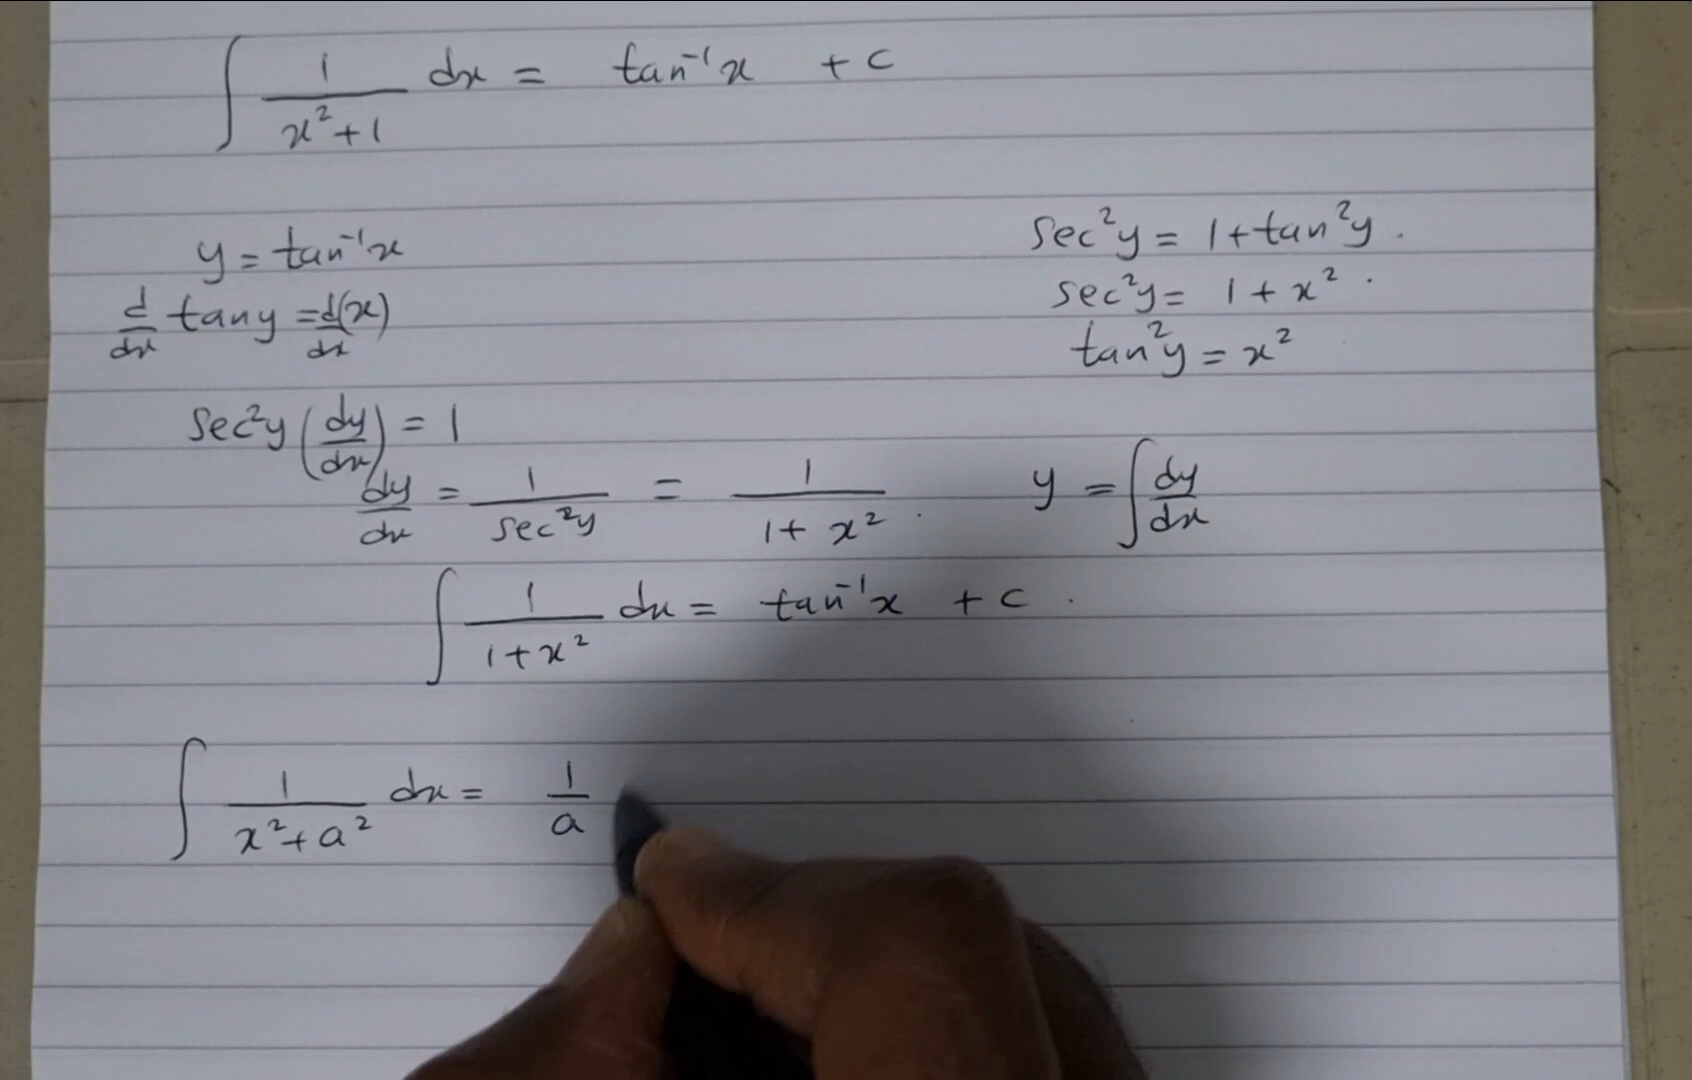 ∫ 1/(x²+1) dx = tan⁻¹x + c
y = tan⁻¹x
d/dx tan y = d(x)/dx
sec²y (dy/dx) = 1
sec²y = 1 + tan²y .
sec²y = 1 + x² .
tan²y = x²
dy/dx = 1/sec²y = 1/(1 + x²) . y = ∫ dy/dx
∫ 1/(1+x²) dx = tan⁻¹x + c .
∫ 1/(x²+a²) dx = 1/a